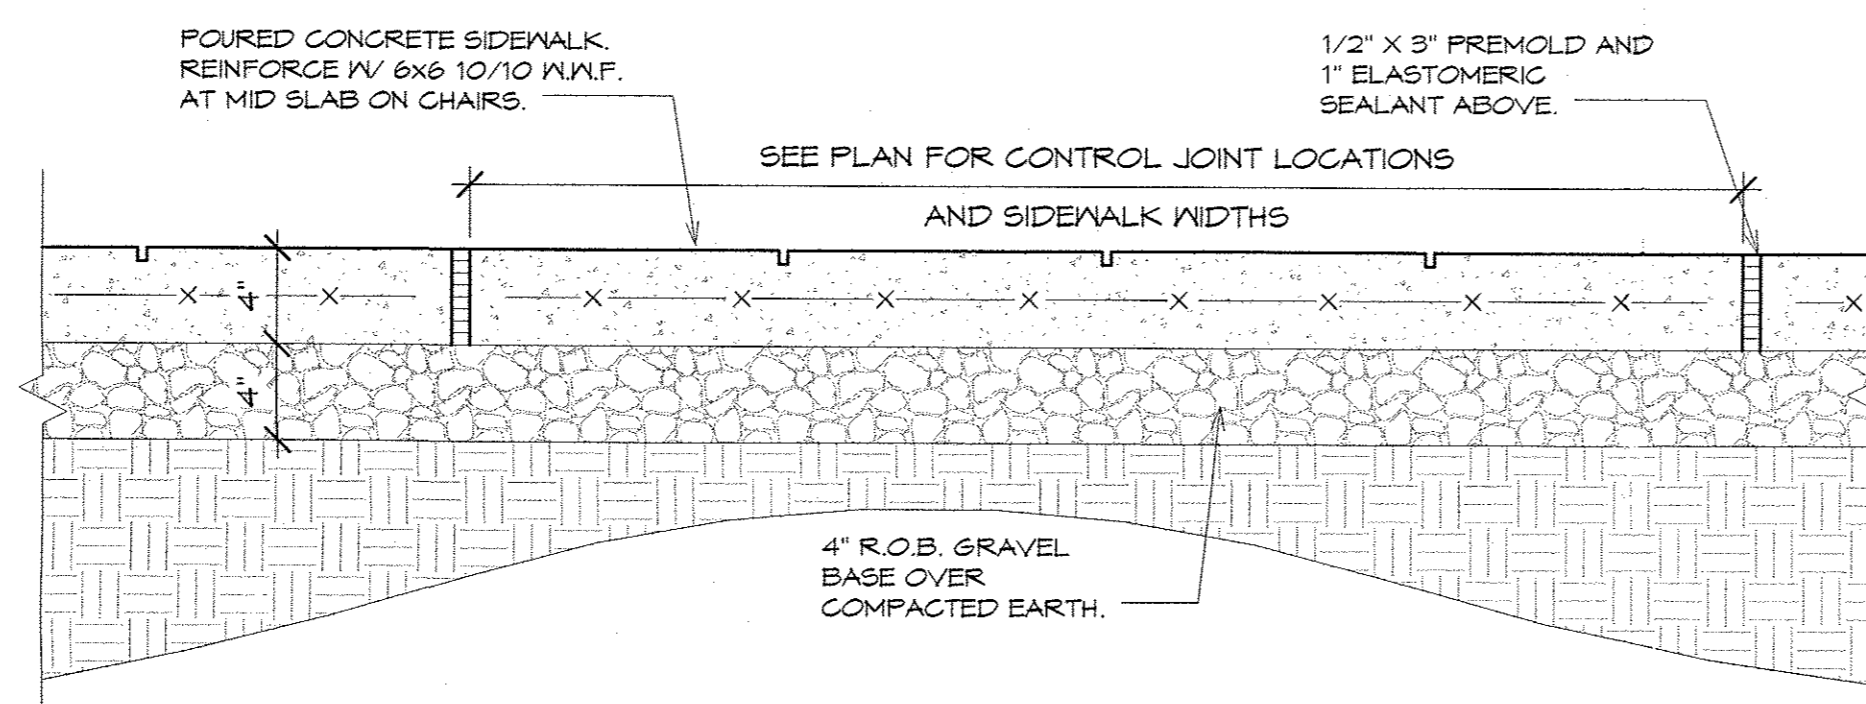 POURED CONCRETE SIDEWALK.
REINFORCE W/ 6x6 10/10 W.W.F.
AT MID SLAB ON CHAIRS.
1/2" X 3" PREMOLD AND
1" ELASTOMERIC
SEALANT ABOVE.
SEE PLAN FOR CONTROL JOINT LOCATIONS
AND SIDEWALK WIDTHS
4"
4"
4" R.O.B. GRAVEL
BASE OVER
COMPACTED EARTH.